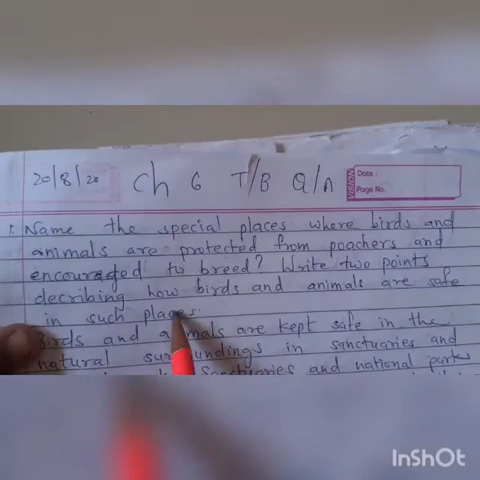 20/8/20 Ch 6 T/B Q/A
VISION
Date :
Page No.
1. Name the special places where birds and
animals are protected from poachers and
encouraged to breed? Write two points
decribing how birds and animals are safe
in such places.
Birds and animals are kept safe in the
natural surroundings in sanctuaries and
Sanctuaries and national parks
InShOt